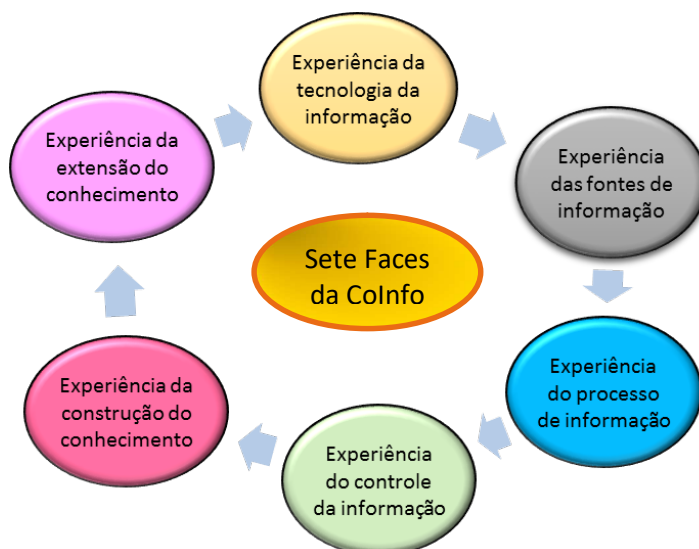 Experiência da
tecnologia da
informação
Experiência
das fontes de
informação
Experiência
do processo
de informação
Experiência
do controle
da informação
Experiência da
construção do
conhecimento
Experiência da
extensão do
conhecimento
Sete Faces
da CoInfo